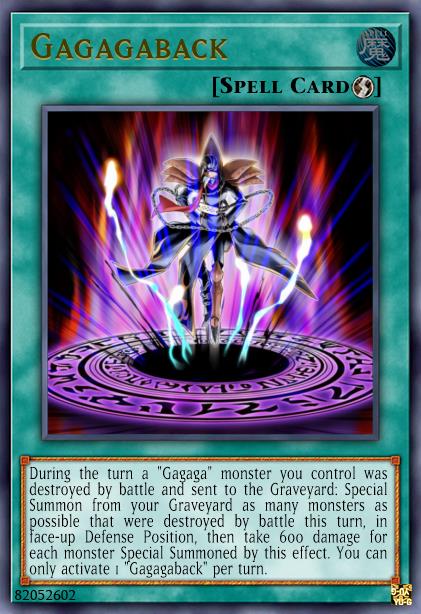 GAGAGABACK
SPELL
魔
[SPELL CARD]
During the turn a "Gagaga" monster you control was
destroyed by battle and sent to the Graveyard: Special
Summon from your Graveyard as many monsters as
possible that were destroyed by battle this turn, in
face-up Defense Position, then take 600 damage for
each monster Special Summoned by this effect. You can
only activate 1 "Gagagaback" per turn.
82052602